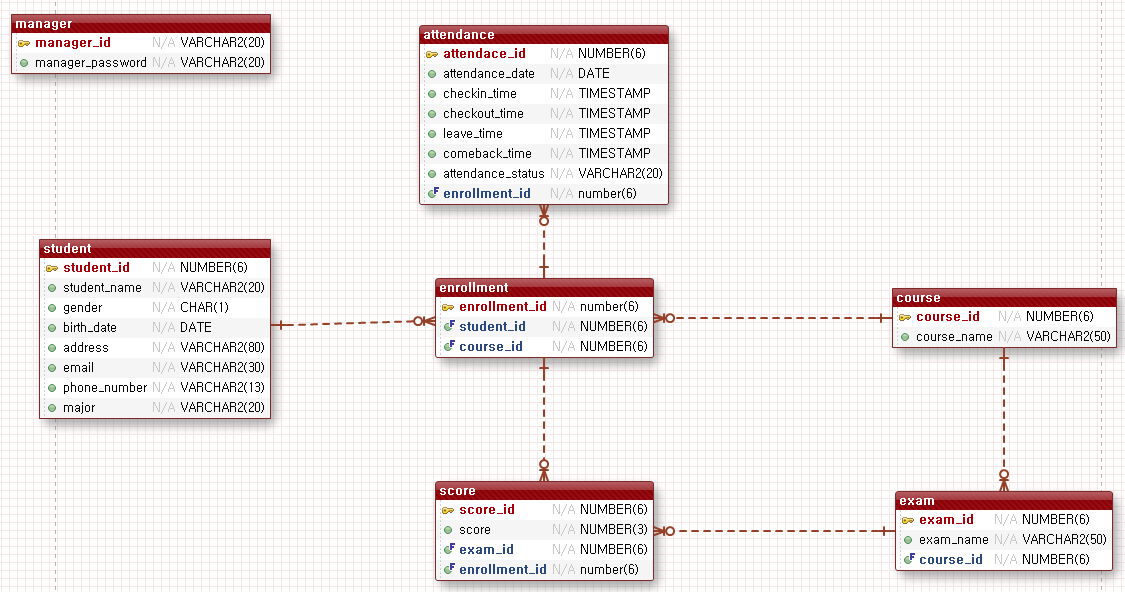 manager
manager_id N/A VARCHAR2(20)
manager_password N/A VARCHAR2(20)
attendance
attendace_id N/A NUMBER(6)
attendance_date N/A DATE
checkin_time N/A TIMESTAMP
checkout_time N/A TIMESTAMP
leave_time N/A TIMESTAMP
comeback_time N/A TIMESTAMP
attendance_status N/A VARCHAR2(20)
enrollment_id N/A number(6)
student
student_id N/A NUMBER(6)
student_name N/A VARCHAR2(20)
gender N/A CHAR(1)
birth_date N/A DATE
address N/A VARCHAR2(80)
email N/A VARCHAR2(30)
phone_number N/A VARCHAR2(13)
major N/A VARCHAR2(20)
enrollment
enrollment_id N/A number(6)
student_id N/A NUMBER(6)
course_id N/A NUMBER(6)
course
course_id N/A NUMBER(6)
course_name N/A VARCHAR2(50)
score
score_id N/A NUMBER(6)
score N/A NUMBER(3)
exam_id N/A NUMBER(6)
enrollment_id N/A number(6)
exam
exam_id N/A NUMBER(6)
exam_name N/A VARCHAR2(50)
course_id N/A NUMBER(6)